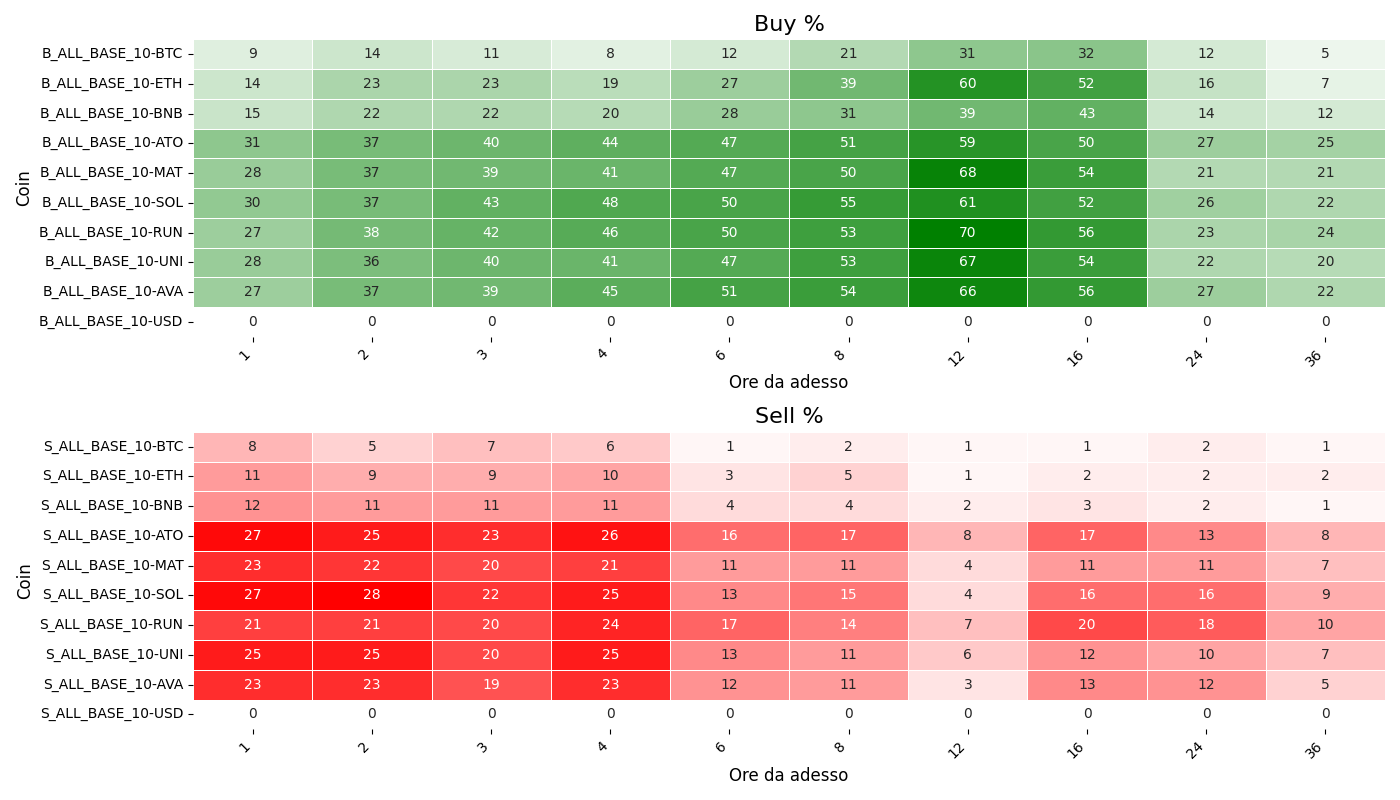 Buy %
Coin
B_ALL_BASE_10-BTC 9 14 11 8 12 21 31 32 12 5
B_ALL_BASE_10-ETH 14 23 23 19 27 39 60 52 16 7
B_ALL_BASE_10-BNB 15 22 22 20 28 31 39 43 14 12
B_ALL_BASE_10-ATO 31 37 40 44 47 51 59 50 27 25
B_ALL_BASE_10-MAT 28 37 39 41 47 50 68 54 21 21
B_ALL_BASE_10-SOL 30 37 43 48 50 55 61 52 26 22
B_ALL_BASE_10-RUN 27 38 42 46 50 53 70 56 23 24
B_ALL_BASE_10-UNI 28 36 40 41 47 53 67 54 22 20
B_ALL_BASE_10-AVA 27 37 39 45 51 54 66 56 27 22
B_ALL_BASE_10-USD 0 0 0 0 0 0 0 0 0 0
1 2 3 4 6 8 12 16 24 36
Ore da adesso
Sell %
Coin
S_ALL_BASE_10-BTC 8 5 7 6 1 2 1 1 2 1
S_ALL_BASE_10-ETH 11 9 9 10 3 5 1 2 2 2
S_ALL_BASE_10-BNB 12 11 11 11 4 4 2 3 2 1
S_ALL_BASE_10-ATO 27 25 23 26 16 17 8 17 13 8
S_ALL_BASE_10-MAT 23 22 20 21 11 11 4 11 11 7
S_ALL_BASE_10-SOL 27 28 22 25 13 15 4 16 16 9
S_ALL_BASE_10-RUN 21 21 20 24 17 14 7 20 18 10
S_ALL_BASE_10-UNI 25 25 20 25 13 11 6 12 10 7
S_ALL_BASE_10-AVA 23 23 19 23 12 11 3 13 12 5
S_ALL_BASE_10-USD 0 0 0 0 0 0 0 0 0 0
1 2 3 4 6 8 12 16 24 36
Ore da adesso